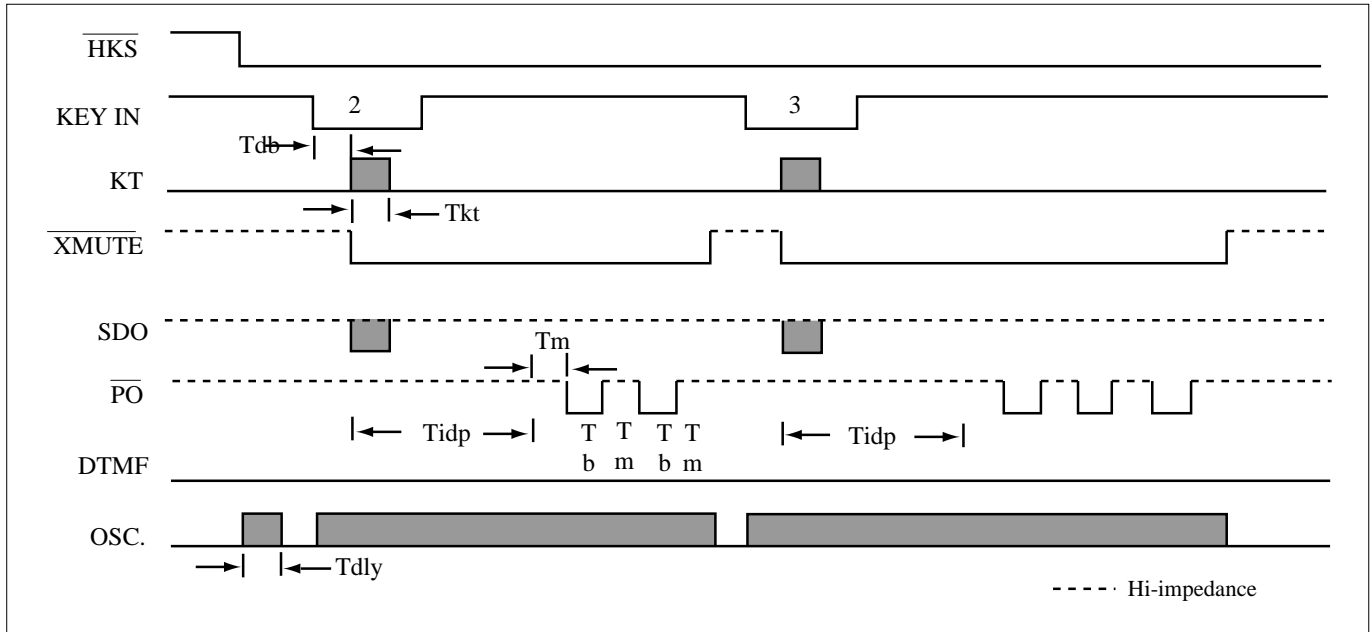 HKS
KEY IN 2 3
Tdb
KT
Tkt
XMUTE
SDO
Tm
PO
Tidp T b T m T b T m Tidp
DTMF
OSC.
Tdly
Hi-impedance